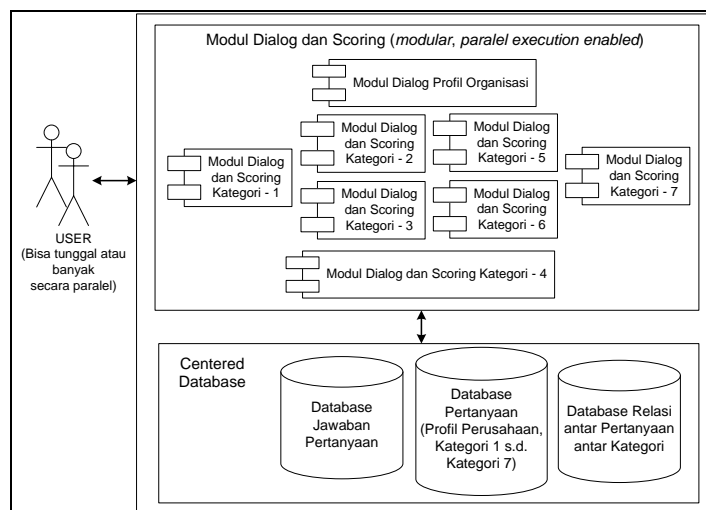 Modul Dialog dan Scoring (modular, paralel execution enabled)
Modul Dialog Profil Organisasi
Modul Dialog
dan Scoring
Kategori - 1
Modul Dialog
dan Scoring
Kategori - 2
Modul Dialog
dan Scoring
Kategori - 5
Modul Dialog
dan Scoring
Kategori - 7
Modul Dialog
dan Scoring
Kategori - 3
Modul Dialog
dan Scoring
Kategori - 6
Modul Dialog dan Scoring Kategori - 4
USER
(Bisa tunggal atau
banyak
secara paralel)
Centered
Database
Database
Jawaban
Pertanyaan
Database
Pertanyaan
(Profil Perusahaan,
Kategori 1 s.d.
Kategori 7)
Database Relasi
antar Pertanyaan
antar Kategori